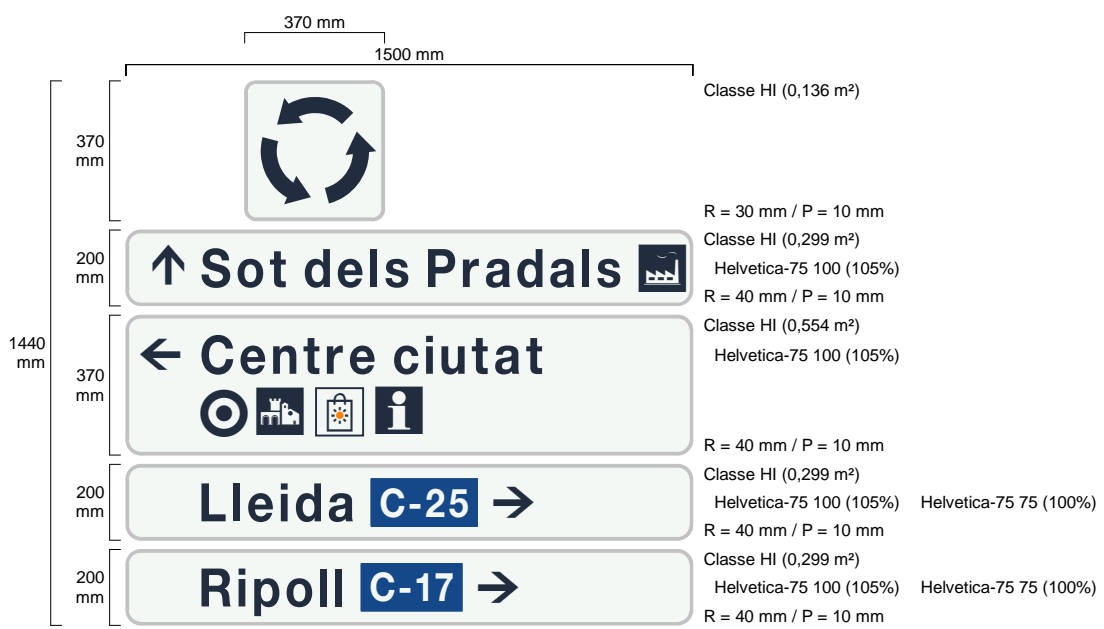 370 mm
1500 mm
Classe HI (0,136 m²)
370
mm
R = 30 mm / P = 10 mm
200
mm
Sot dels Pradals
Classe HI (0,299 m²)
Helvetica-75 100 (105%)
R = 40 mm / P = 10 mm
1440
mm
370
mm
Centre ciutat
i
Classe HI (0,554 m²)
Helvetica-75 100 (105%)
R = 40 mm / P = 10 mm
200
mm
Lleida C-25
Classe HI (0,299 m²)
Helvetica-75 100 (105%) Helvetica-75 75 (100%)
R = 40 mm / P = 10 mm
200
mm
Ripoll C-17
Classe HI (0,299 m²)
Helvetica-75 100 (105%) Helvetica-75 75 (100%)
R = 40 mm / P = 10 mm